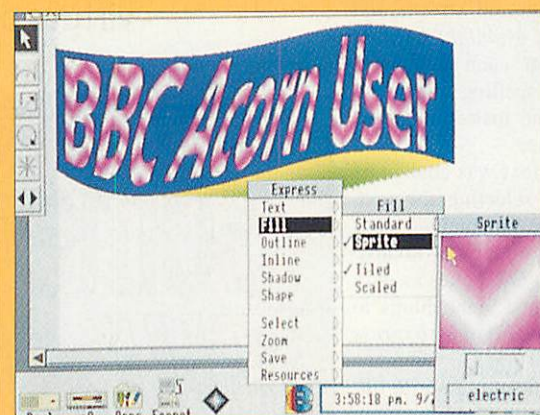 BBC Acorn User
Express
Text
Fill
Outline
Inline
Shadow
Shape
Select
Zoom
Save
Resources
Fill
Standard
✓Sprite
✓Tiled
Scaled
Sprite
electric
3:58:18 pm. 9/